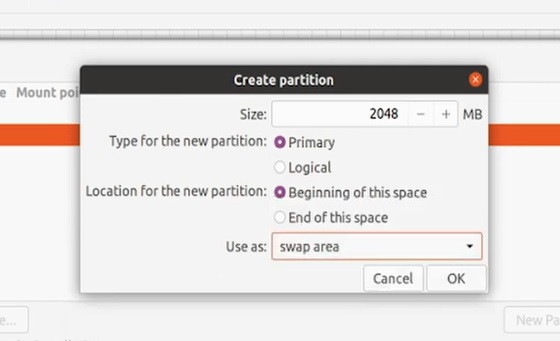 Create partition
e Mount poi
Size: 2048 − + MB
Type for the new partition: Primary
Logical
Location for the new partition: Beginning of this space
End of this space
Use as: swap area
Cancel OK
e... New Pa